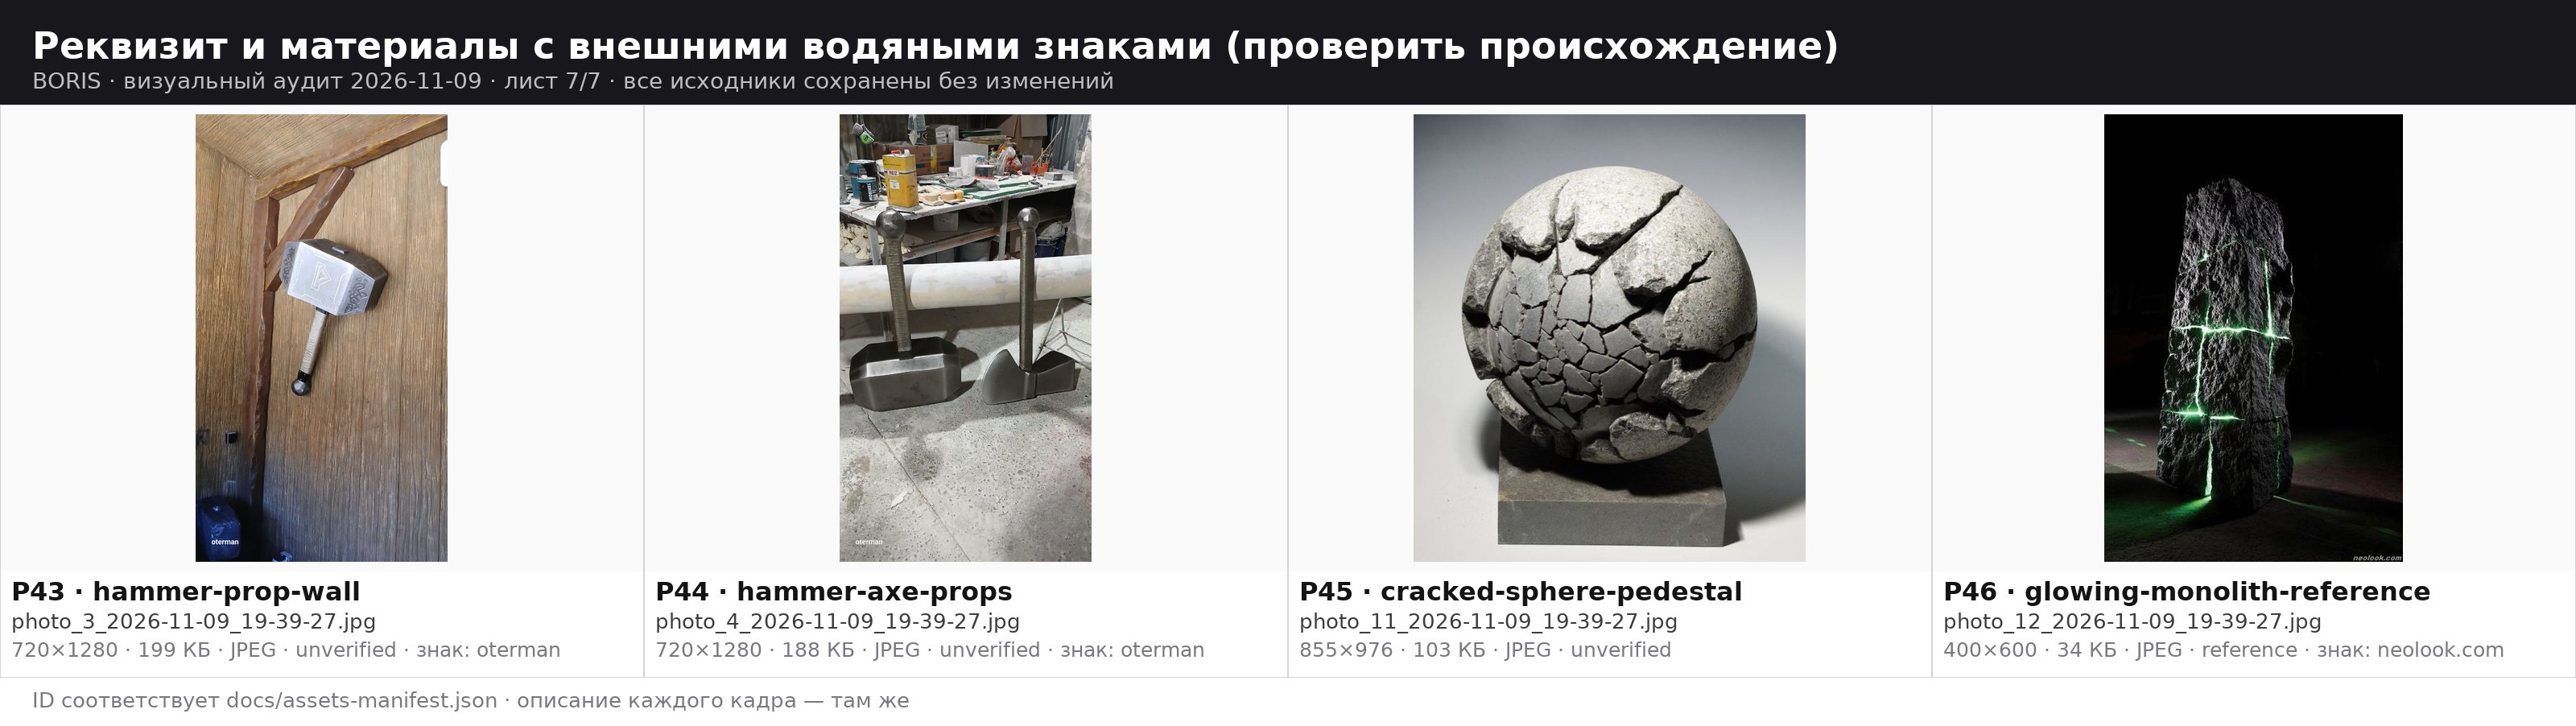 Реквизит и материалы с внешними водяными знаками (проверить происхождение)
BORIS · визуальный аудит 2026-11-09 · лист 7/7 · все исходники сохранены без изменений
oterman
oterman
neolook.com
P43 · hammer-prop-wall
photo_3_2026-11-09_19-39-27.jpg
720×1280 · 199 КБ · JPEG · unverified · знак: oterman
P44 · hammer-axe-props
photo_4_2026-11-09_19-39-27.jpg
720×1280 · 188 КБ · JPEG · unverified · знак: oterman
P45 · cracked-sphere-pedestal
photo_11_2026-11-09_19-39-27.jpg
855×976 · 103 КБ · JPEG · unverified
P46 · glowing-monolith-reference
photo_12_2026-11-09_19-39-27.jpg
400×600 · 34 КБ · JPEG · reference · знак: neolook.com
ID соответствует docs/assets-manifest.json · описание каждого кадра — там же